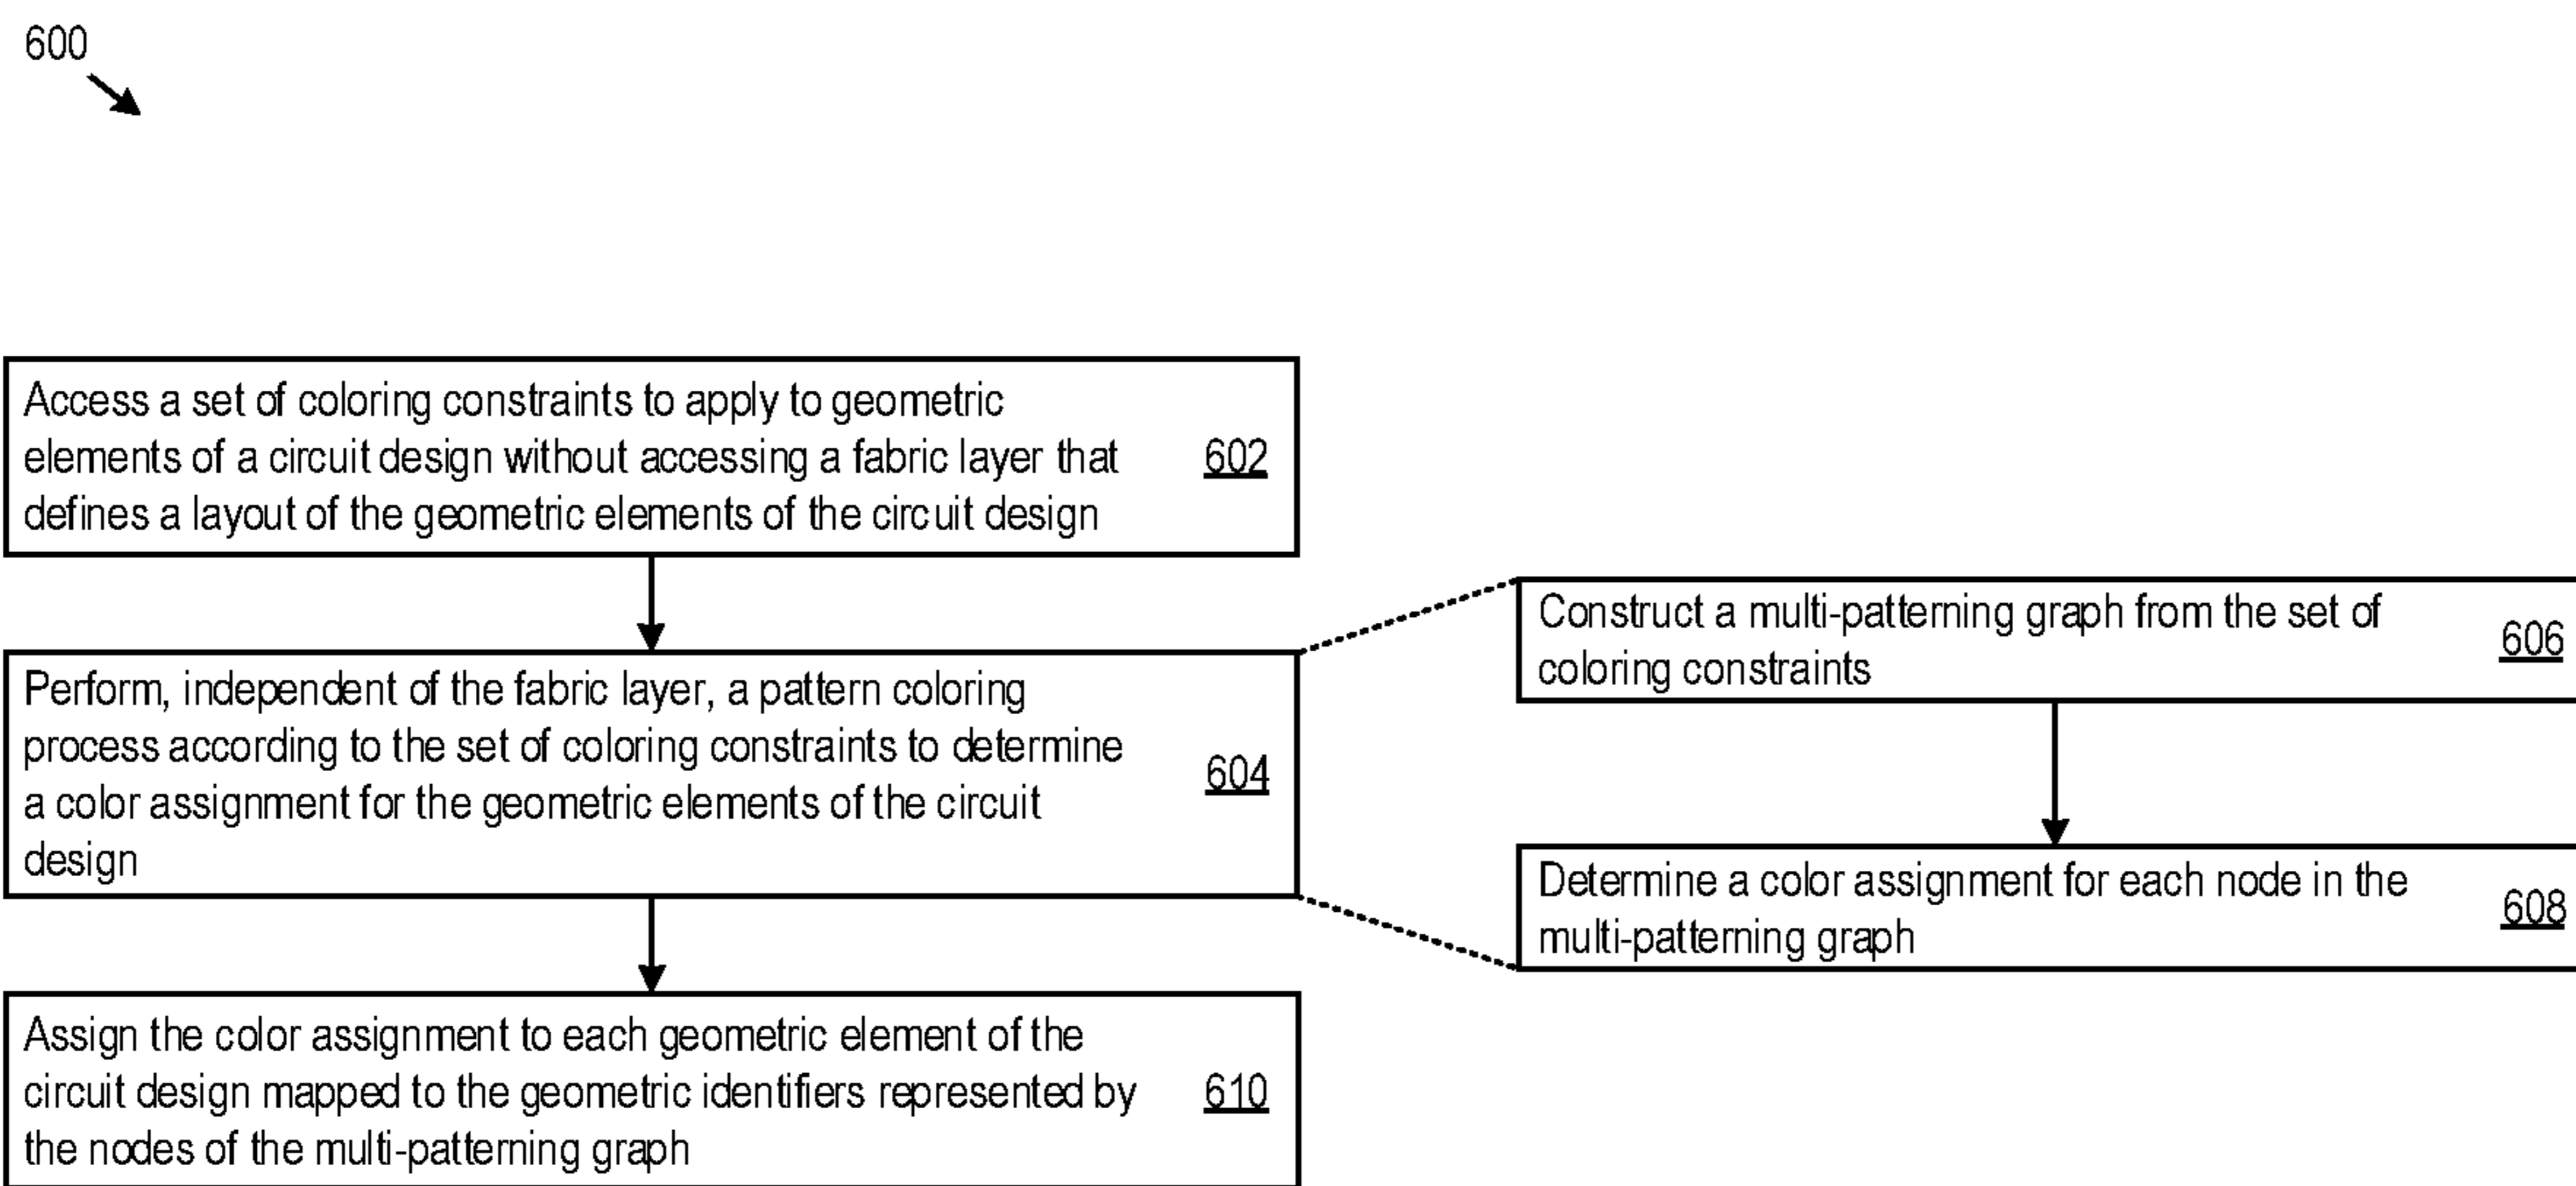 600
Access a set of coloring constraints to apply to geometric
elements of a circuit design without accessing a fabric layer that
defines a layout of the geometric elements of the circuit design
602
Perform, independent of the fabric layer, a pattern coloring
process according to the set of coloring constraints to determine
a color assignment for the geometric elements of the circuit
design
604
Construct a multi-patterning graph from the set of
coloring constraints
606
Determine a color assignment for each node in the
multi-patterning graph
608
Assign the color assignment to each geometric element of the
circuit design mapped to the geometric identifiers represented by
the nodes of the multi-patterning graph
610